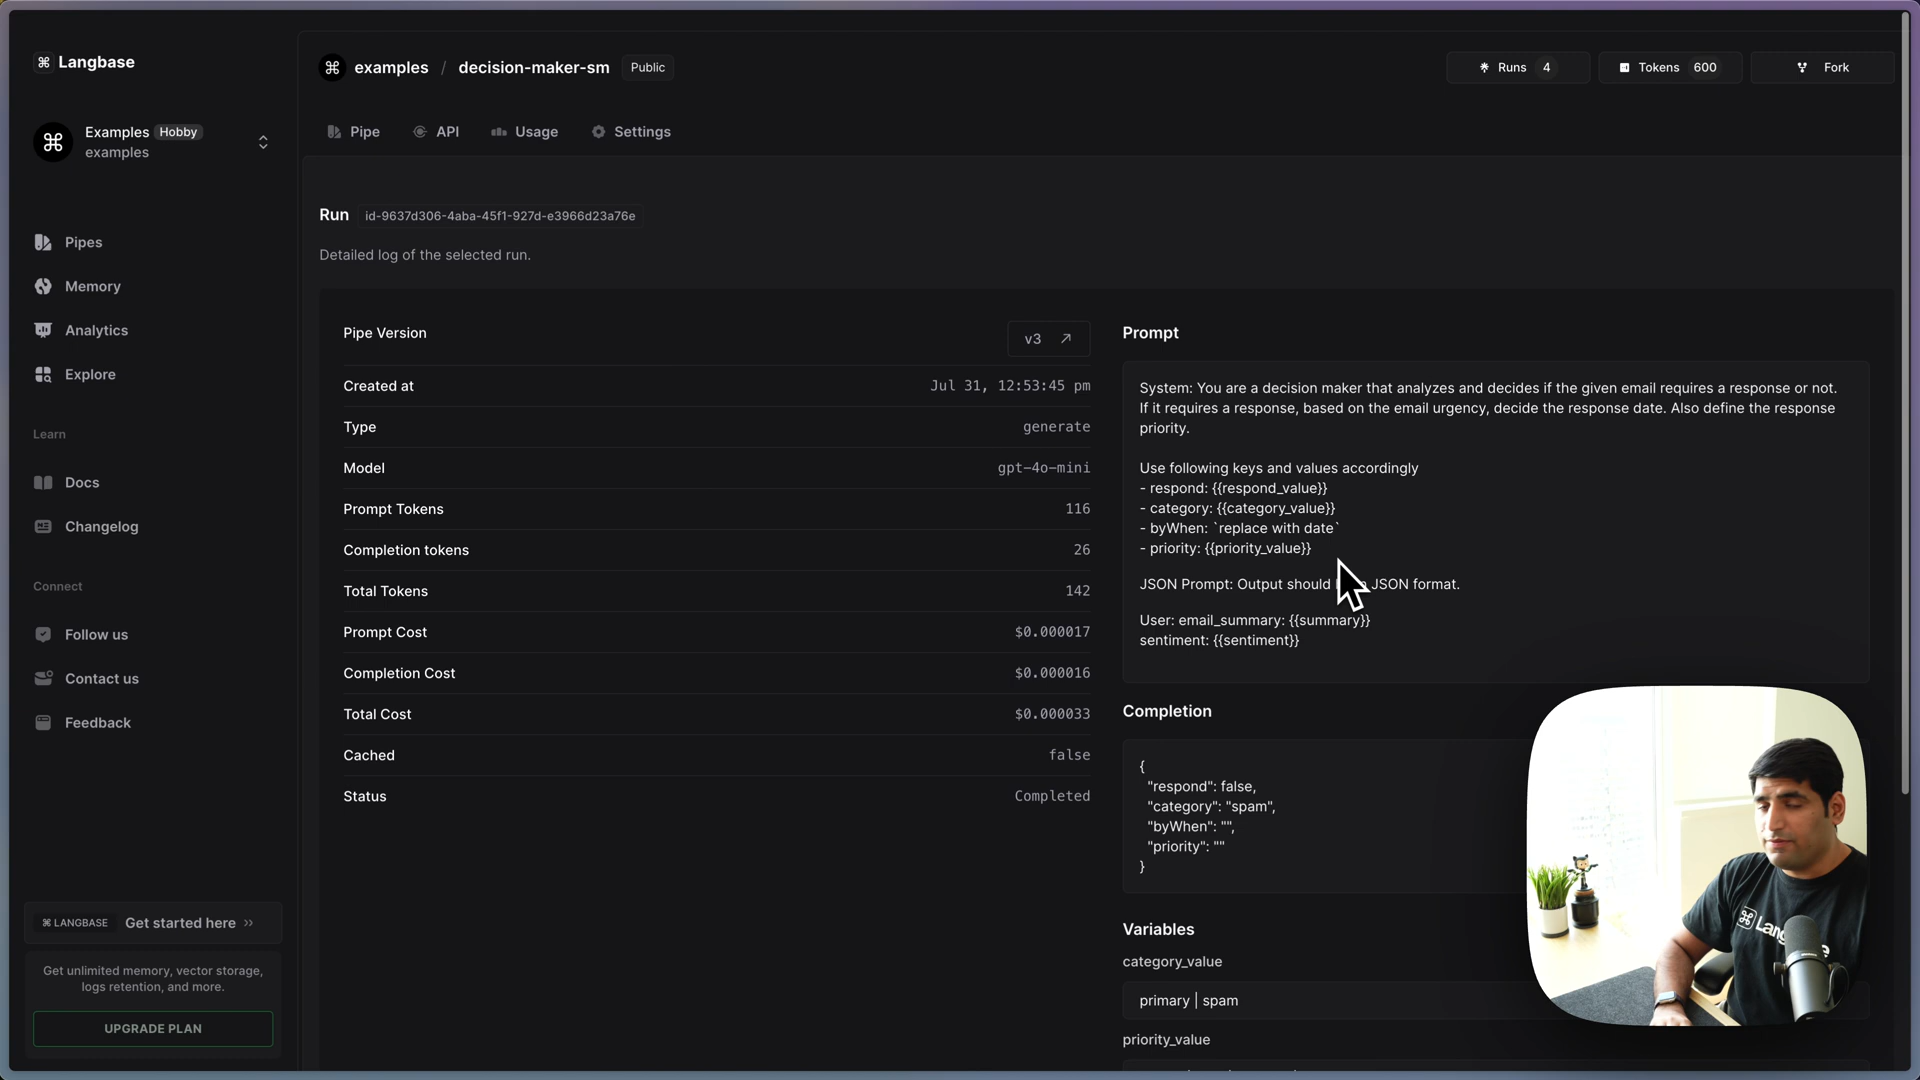 Langbase
Examples Hobby
examples
Pipes
Memory
Analytics
Explore
Learn
Docs
Changelog
Connect
Follow us
Contact us
Feedback
LANGBASE Get started here
Get unlimited memory, vector storage,
logs retention, and more.
UPGRADE PLAN
examples / decision-maker-sm Public
Runs 4
Tokens 600
Fork
Pipe
API
Usage
Settings
Run id-9637d306-4aba-45f1-927d-e3966d23a76e
Detailed log of the selected run.
Pipe Version v3
Created at Jul 31, 12:53:45 pm
Type generate
Model gpt-4o-mini
Prompt Tokens 116
Completion tokens 26
Total Tokens 142
Prompt Cost $0.000017
Completion Cost $0.000016
Total Cost $0.000033
Cached false
Status Completed
Prompt
System: You are a decision maker that analyzes and decides if the given email requires a response or not.
If it requires a response, based on the email urgency, decide the response date. Also define the response
priority.
Use following keys and values accordingly
- respond: {{respond_value}}
- category: {{category_value}}
- byWhen: `replace with date`
- priority: {{priority_value}}
JSON Prompt: Output should JSON format.
User: email_summary: {{summary}}
sentiment: {{sentiment}}
Completion
{
"respond": false,
"category": "spam",
"byWhen": "",
"priority": ""
}
Variables
category_value
primary | spam
priority_value